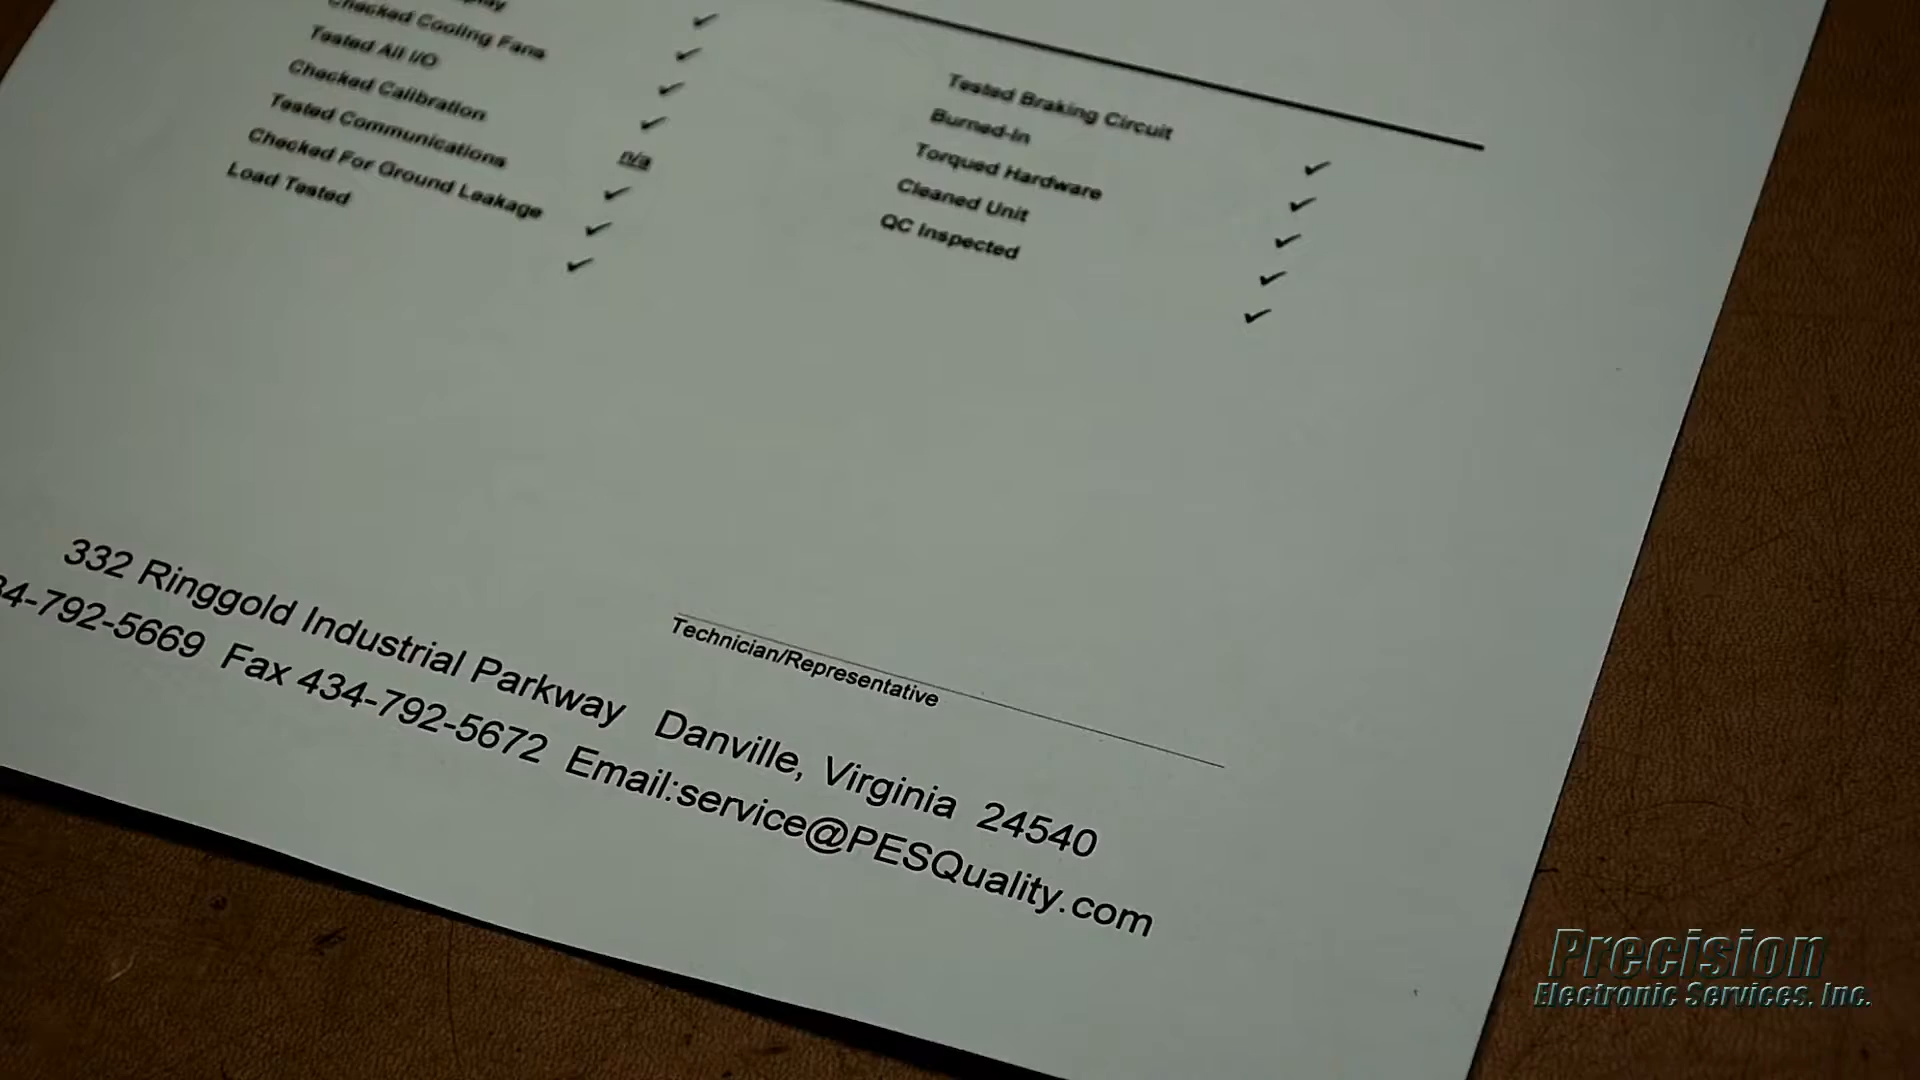 Checked Cooling Fans ✓
Tested All I/O ✓
Checked Calibration ✓
Tested Communications n/a
Checked For Ground Leakage ✓
Load Tested ✓
Tested Braking Circuit ✓
Burned-In ✓
Torqued Hardware ✓
Cleaned Unit ✓
QC Inspected ✓
Technician/Representative
332 Ringgold Industrial Parkway Danville, Virginia 24540
4-792-5669 Fax 434-792-5672 Email:service@PESQuality.com
Precision
Electronic Services, Inc.